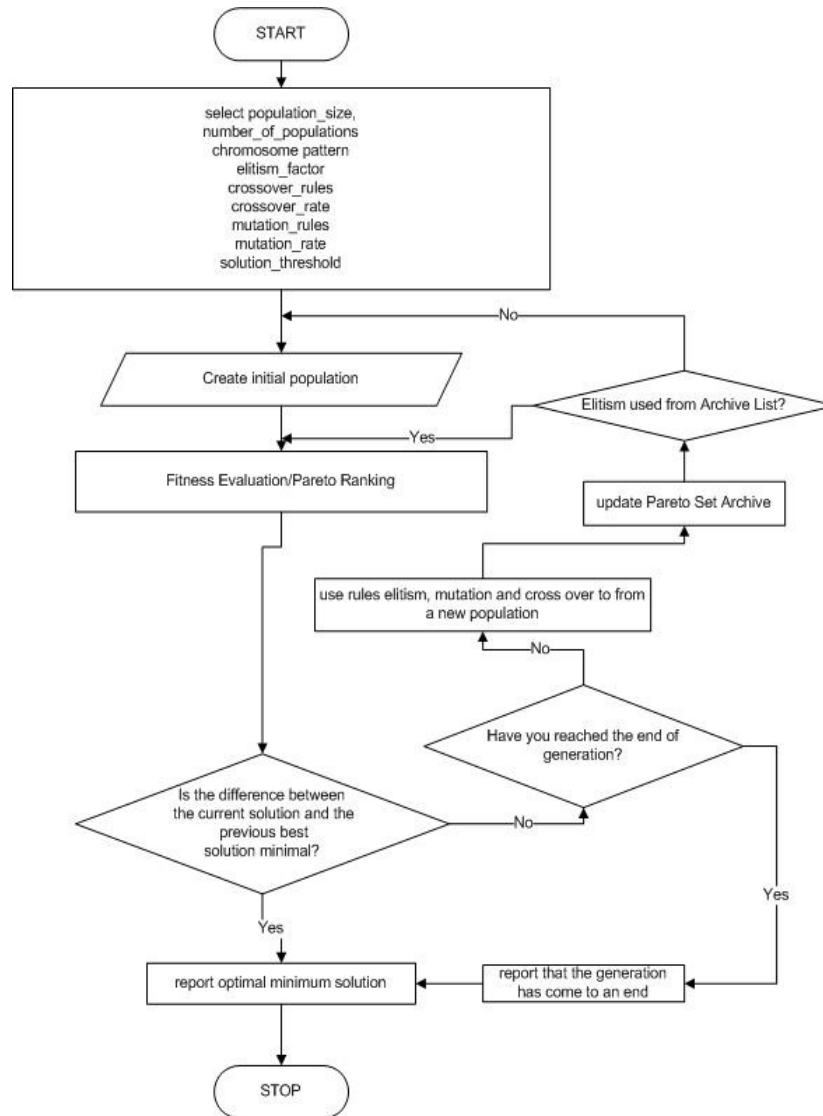 START
select population_size,
number_of_populations
chromosome pattern
elitism_factor
crossover_rules
crossover_rate
mutation_rules
mutation_rate
solution_threshold
No
Create initial population
Elitism used from Archive List?
Yes
Fitness Evaluation/Pareto Ranking
update Pareto Set Archive
use rules elitism, mutation and cross over to from
a new population
No
Have you reached the end of
generation?
Is the difference between
the current solution and the
previous best
solution minimal?
No
Yes
Yes
report optimal minimum solution
report that the generation
has come to an end
STOP